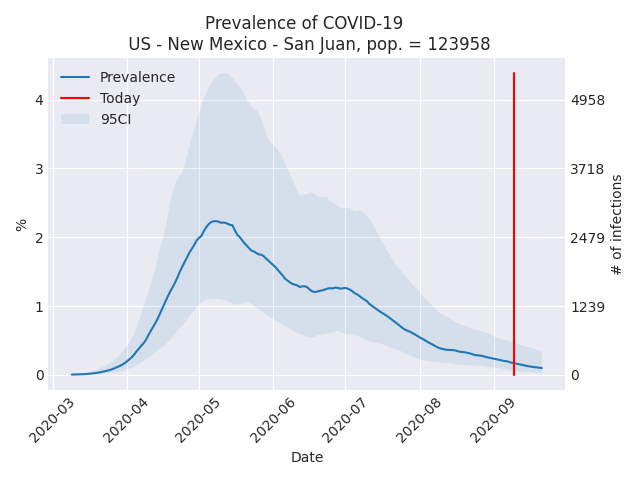 Prevalence of COVID-19
US - New Mexico - San Juan, pop. = 123958
Prevalence
Today
95CI
%
4
3
2
1
0
4958
3718
2479
1239
0
# of infections
2020-03
2020-04
2020-05
2020-06
2020-07
2020-08
2020-09
Date